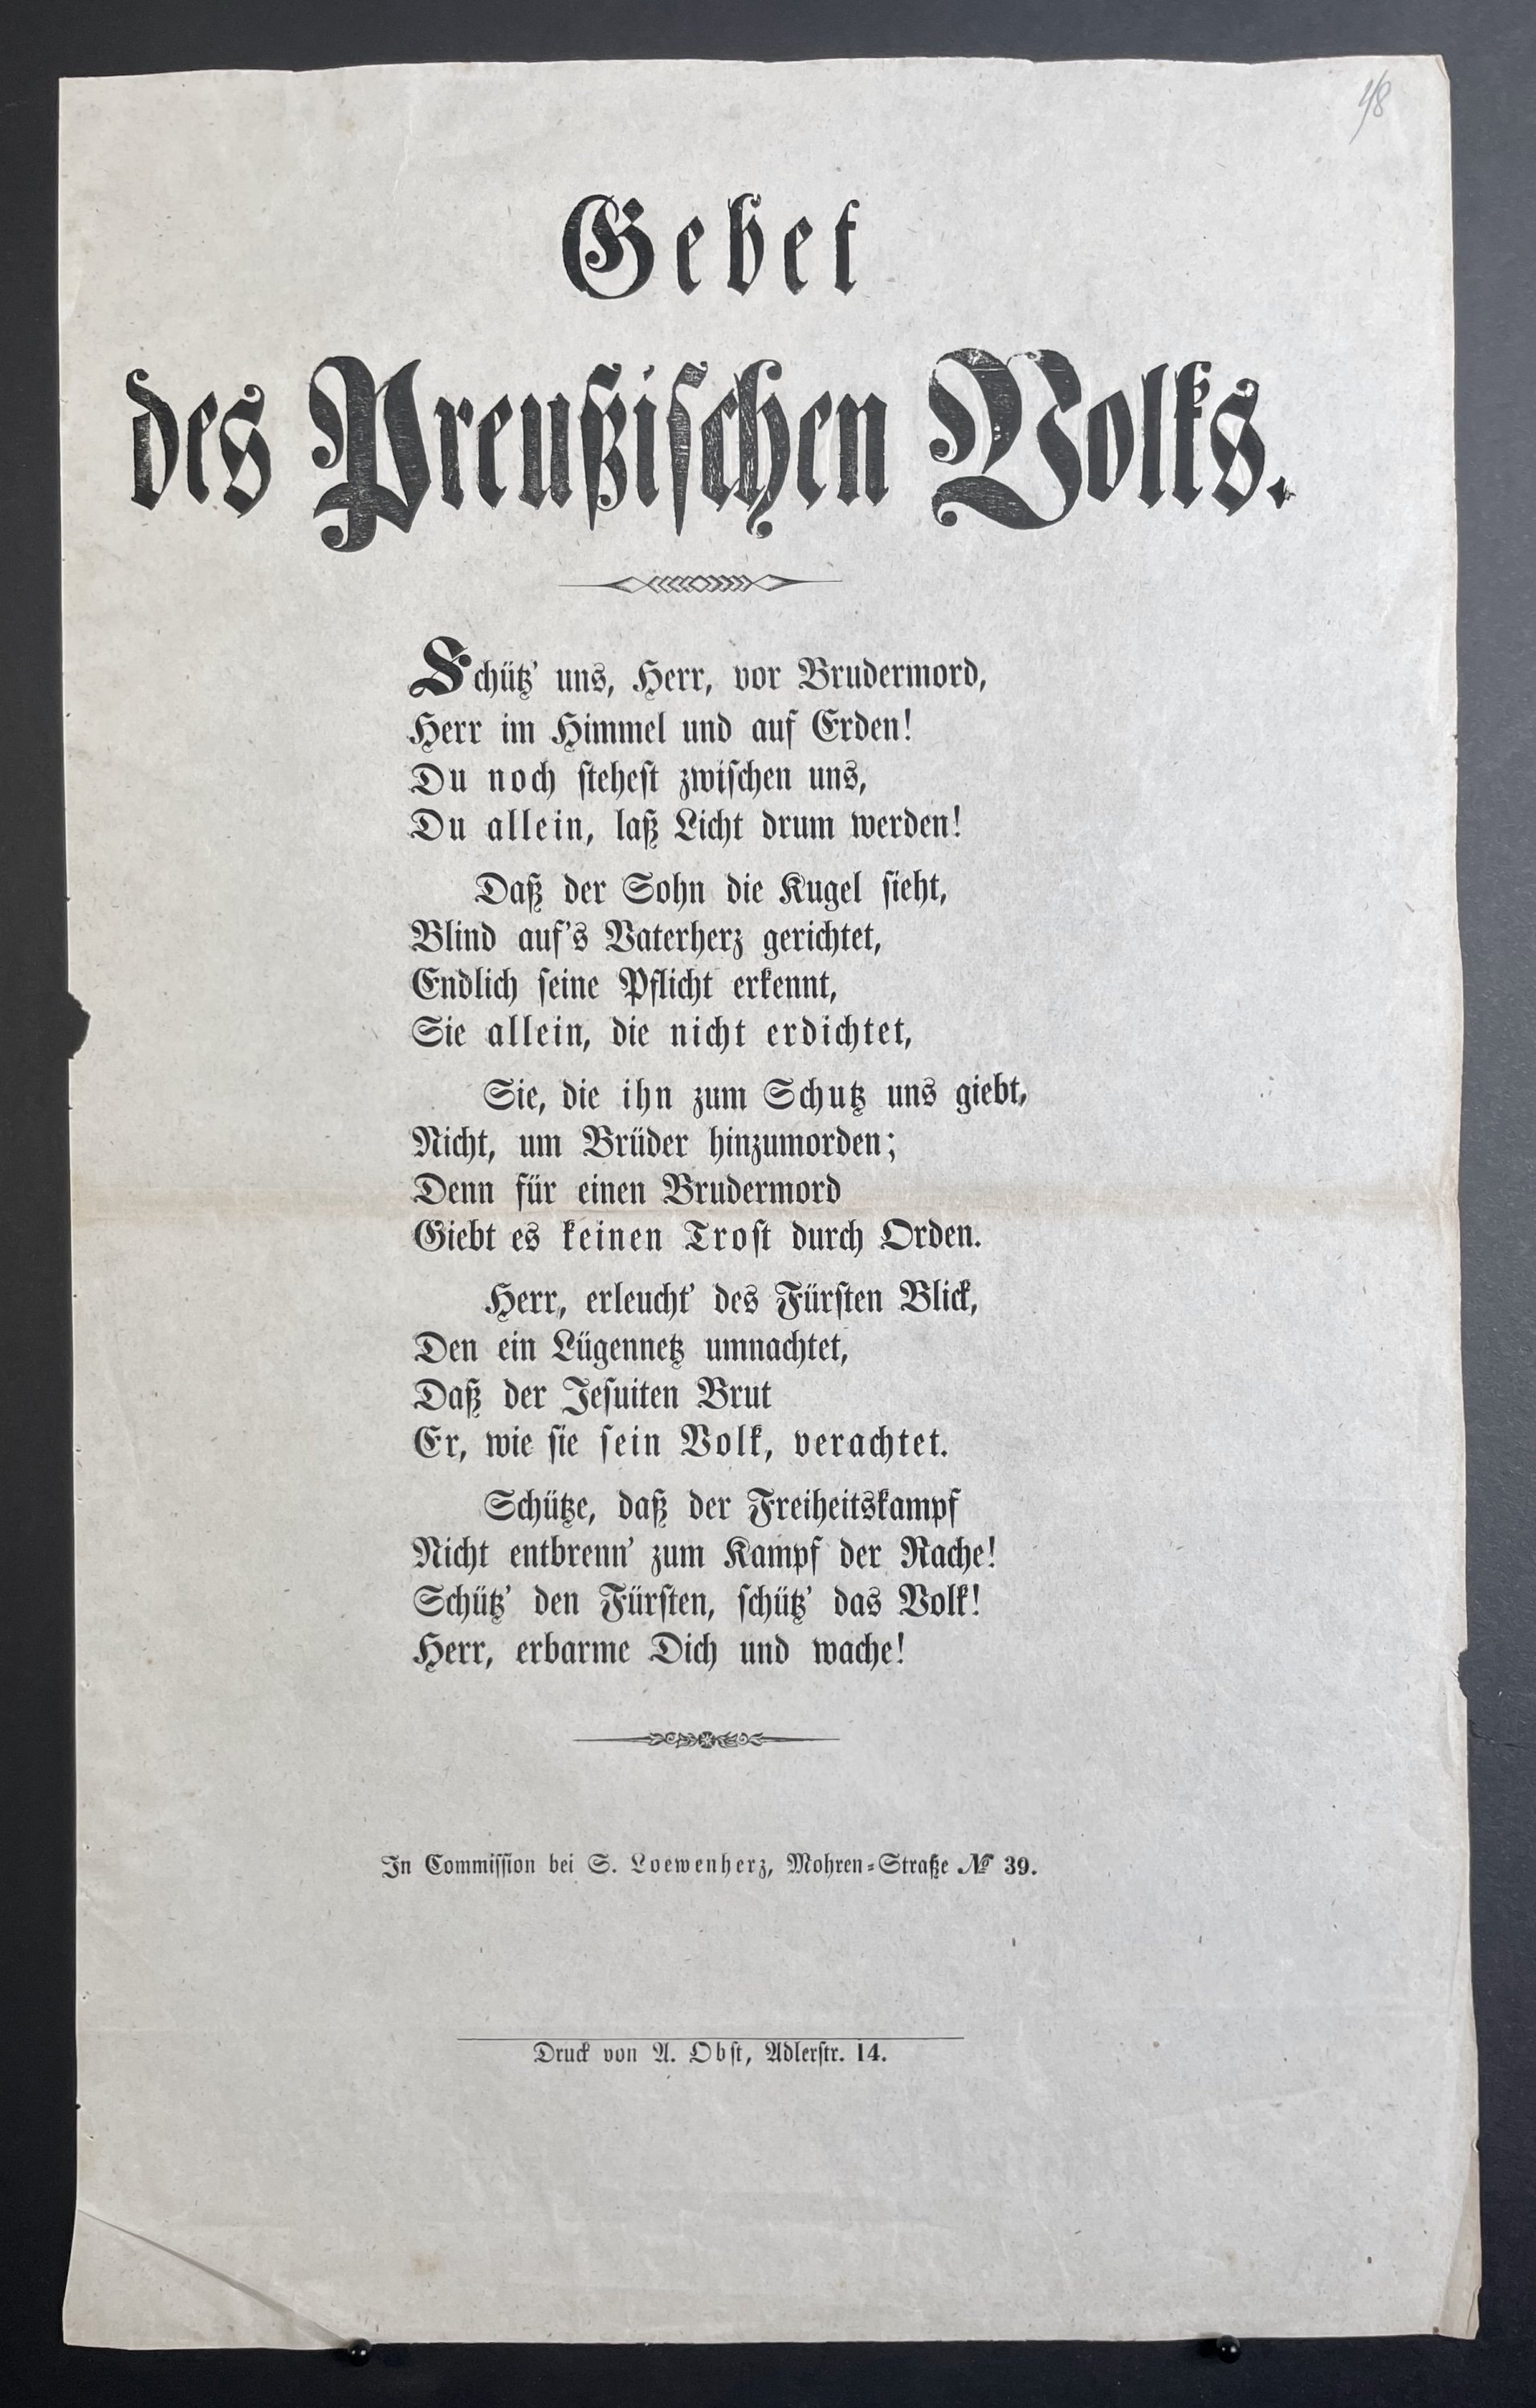 48
Gebet
des Preußischen Volks.
Schütz' uns, Herr, vor Brudermord,
Herr im Himmel und auf Erden!
Du noch stehest zwischen uns,
Du allein, laß Licht drum werden!
Daß der Sohn die Kugel sieht,
Blind auf's Vaterherz gerichtet,
Endlich seine Pflicht erkennt,
Sie allein, die nicht erdichtet,
Sie, die ihn zum Schutz uns giebt,
Nicht, um Brüder hinzumorden;
Denn für einen Brudermord
Giebt es keinen Trost durch Orden.
Herr, erleucht' des Fürsten Blick,
Den ein Lügennetz umnachtet,
Daß der Jesuiten Brut
Er, wie sie sein Volk, verachtet.
Schütze, daß der Freiheitskampf
Nicht entbrenn' zum Kampf der Rache!
Schütz' den Fürsten, schütz' das Volk!
Herr, erbarme Dich und wache!
In Commission bei S. Loewenherz, Mohren-Straße № 39.
Druck von A. Obst, Adlerstr. 14.